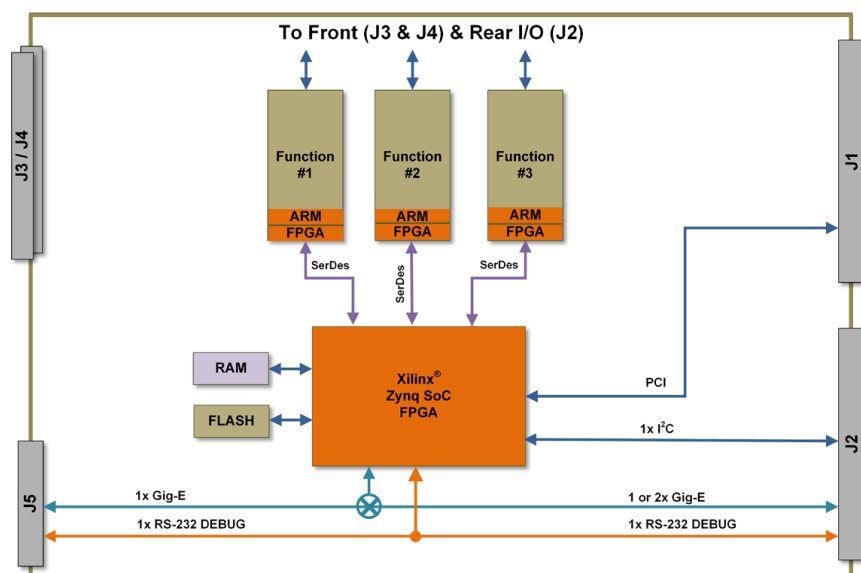 To Front (J3 & J4) & Rear I/O (J2)
J3 / J4
J1
Function
#1
Function
#2
Function
#3
ARM
FPGA
ARM
FPGA
ARM
FPGA
SerDes
SerDes
SerDes
RAM
FLASH
Xilinx®
Zynq SoC
FPGA
PCI
1x I²C
J2
J5
1x Gig-E
1 or 2x Gig-E
1x RS-232 DEBUG
1x RS-232 DEBUG